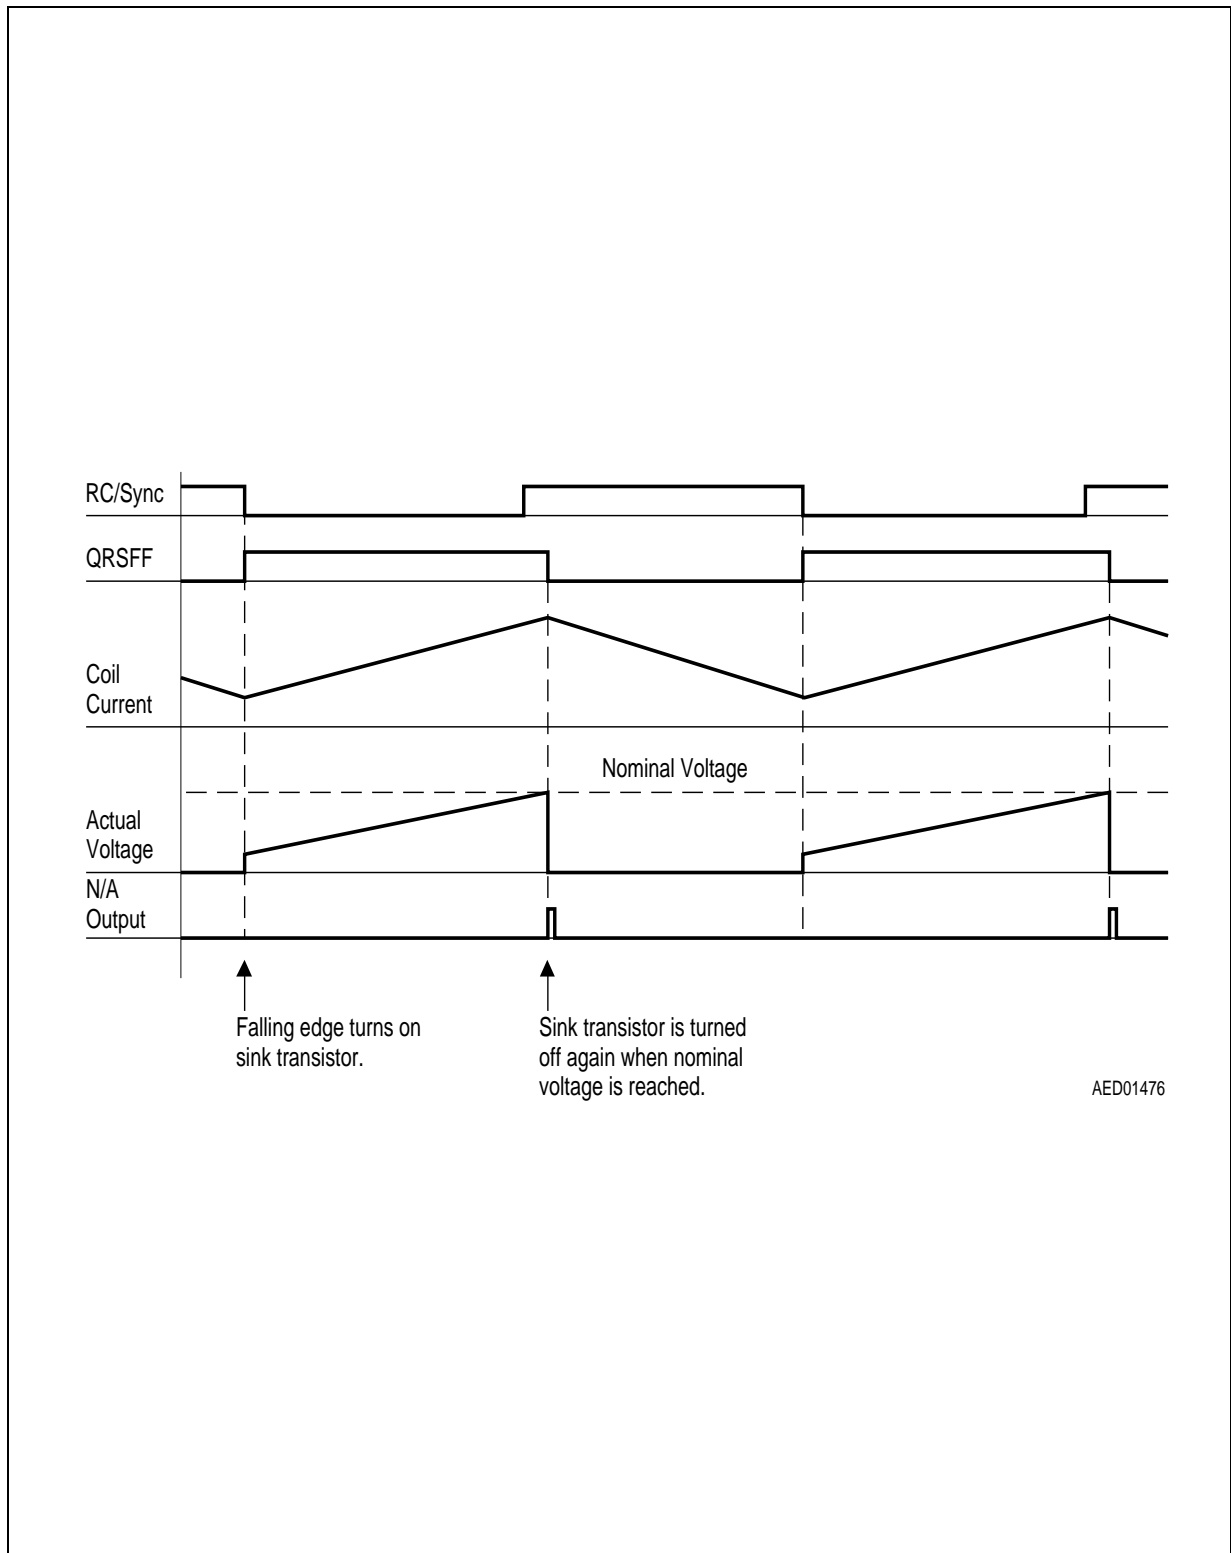 RC/Sync
QRSFF
Coil
Current
Nominal Voltage
Actual
Voltage
N/A
Output
Falling edge turns on
sink transistor.
Sink transistor is turned
off again when nominal
voltage is reached.
AED01476